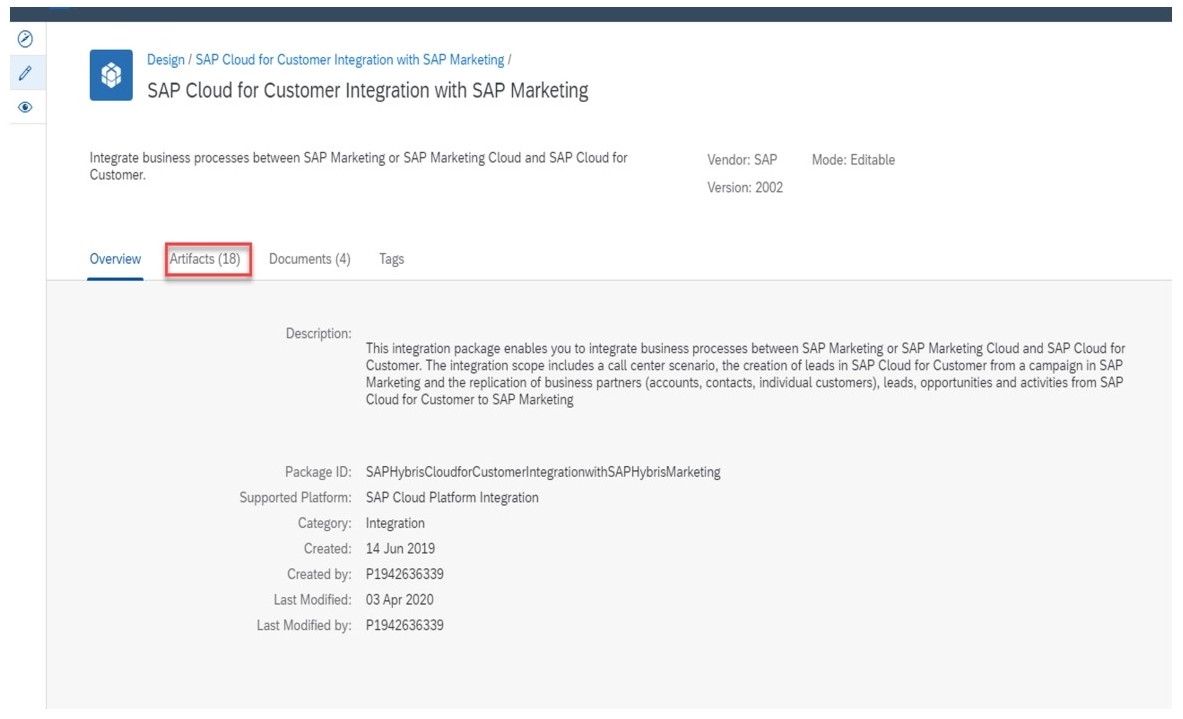 Design / SAP Cloud for Customer Integration with SAP Marketing /
SAP Cloud for Customer Integration with SAP Marketing
Integrate business processes between SAP Marketing or SAP Marketing Cloud and SAP Cloud for
Customer.
Vendor: SAP Mode: Editable
Version: 2002
Overview Artifacts (18) Documents (4) Tags
Description:
This integration package enables you to integrate business processes between SAP Marketing or SAP Marketing Cloud and SAP Cloud for
Customer. The integration scope includes a call center scenario, the creation of leads in SAP Cloud for Customer from a campaign in SAP
Marketing and the replication of business partners (accounts, contacts, individual customers), leads, opportunities and activities from SAP
Cloud for Customer to SAP Marketing
Package ID: SAPHybrisCloudforCustomerIntegrationwithSAPHybrisMarketing
Supported Platform: SAP Cloud Platform Integration
Category: Integration
Created: 14 Jun 2019
Created by: P1942636339
Last Modified: 03 Apr 2020
Last Modified by: P1942636339